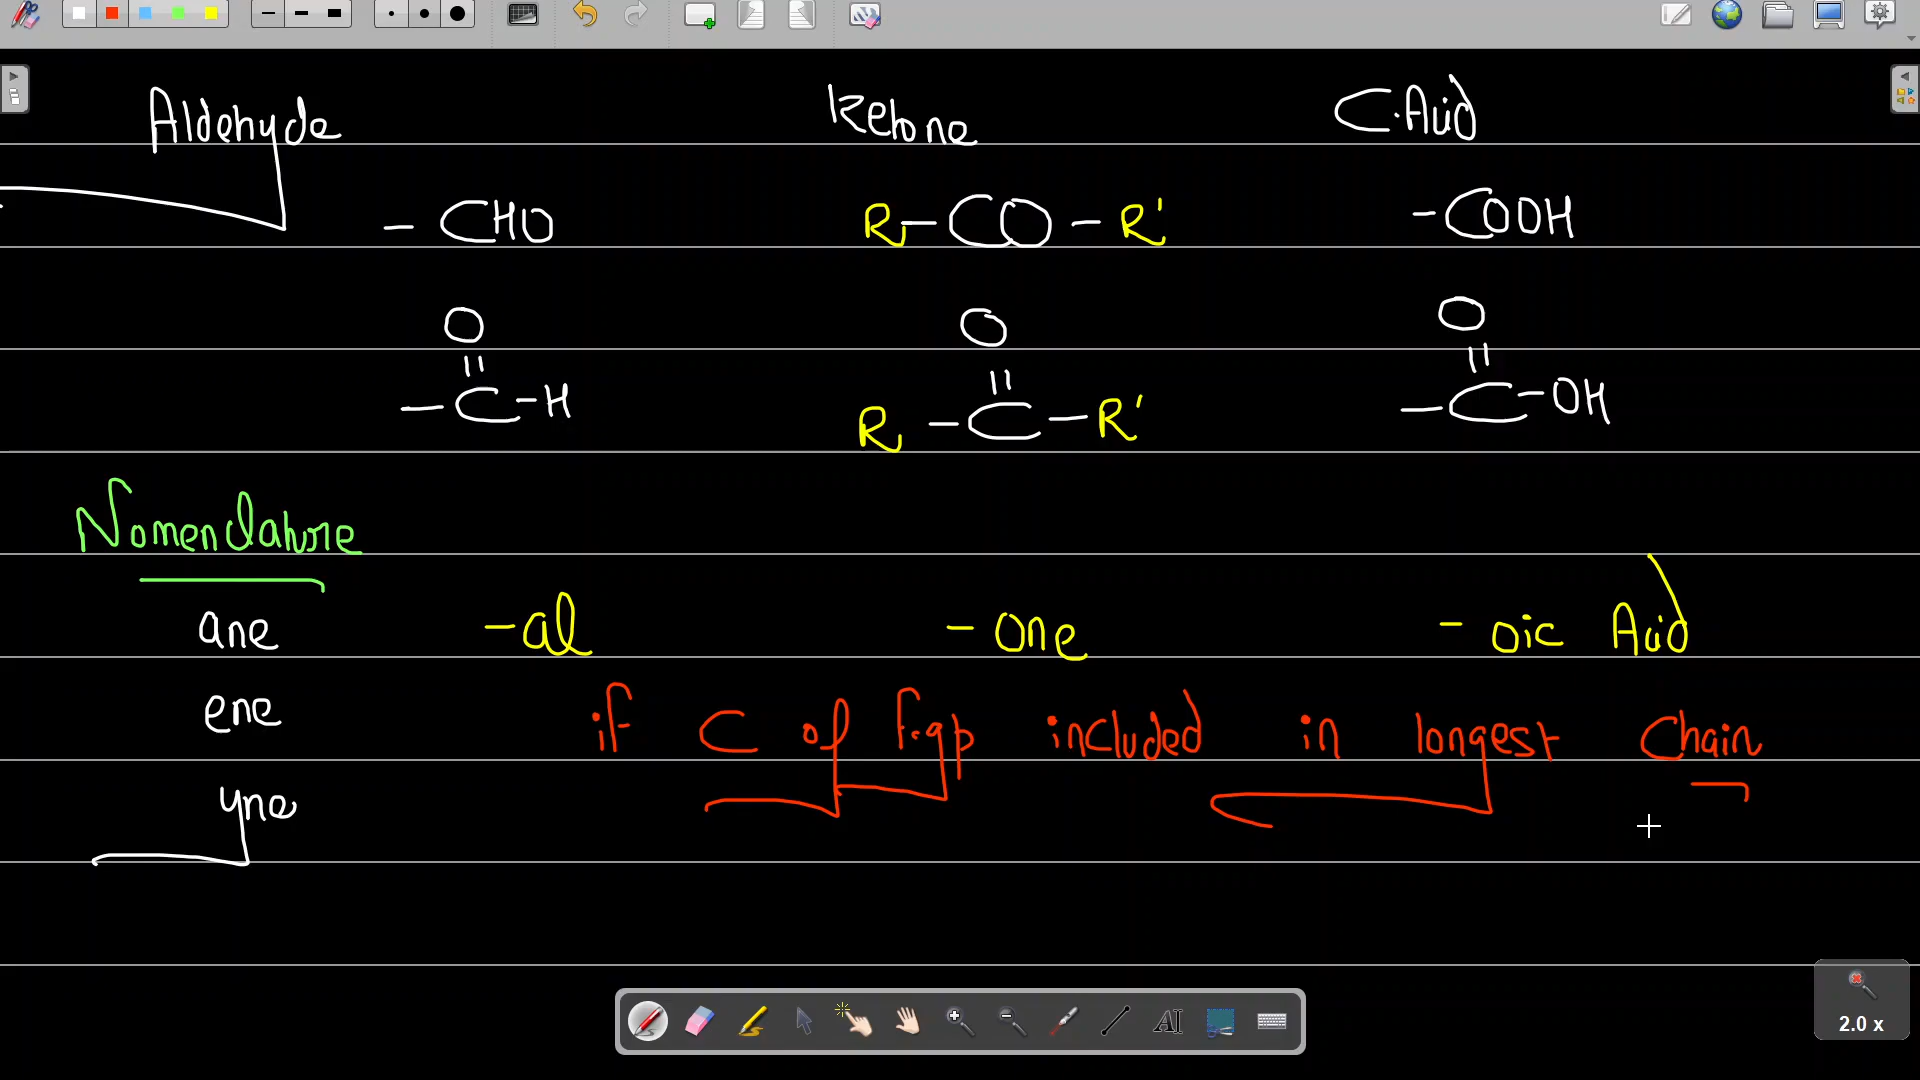 Aldehyde Ketone C.Acid
- CHO R - CO - R' - COOH
O O O
|| || ||
- C - H R - C - R' - C - OH
Nomenclature
ane - al - one - oic Acid
ene if C of F.gp included in longest Chain
yne
AI
2.0 x